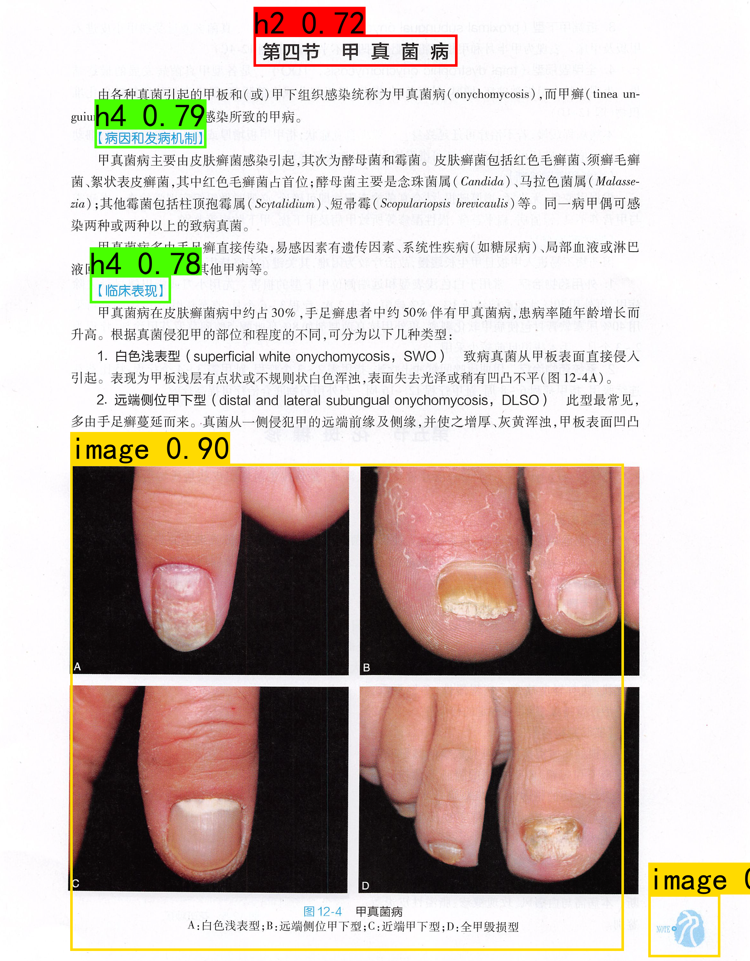 h2 0.72
第四节 甲真菌病
由各种真菌引起的甲板和(或)甲下组织感染统称为甲真菌病(onychomycosis),而甲癣(tinea un-
guiu
感染所致的甲病。
h4 0.79
【病因和发病机制】
甲真菌病主要由皮肤癣菌感染引起,其次为酵母菌和霉菌。皮肤癣菌包括红色毛癣菌、须癣毛癣
菌、絮状表皮癣菌,其中红色毛癣菌占首位;酵母菌主要是念珠菌属(Candida)、马拉色菌属(Malasse-
zia);其他霉菌包括柱顶孢霉属(Scytalidium)、短帚霉(Scopulariopsis brevicaulis)等。同一病甲偶可感
染两种或两种以上的致病真菌。
甲真菌病多由手足癣直接传染,易感因素有遗传因素、系统性疾病(如糖尿病)、局部血液或淋巴
液回
其他甲病等。
h4 0.78
【临床表现】
甲真菌病在皮肤癣菌病中约占30%,手足癣患者中约50%伴有甲真菌病,患病率随年龄增长而
升高。根据真菌侵犯甲的部位和程度的不同,可分为以下几种类型:
1. 白色浅表型(superficial white onychomycosis, SWO) 致病真菌从甲板表面直接侵入
引起。表现为甲板浅层有点状或不规则状白色浑浊,表面失去光泽或稍有凹凸不平(图12-4A)。
2. 远端侧位甲下型(distal and lateral subungual onychomycosis, DLSO) 此型最常见,
多由手足癣蔓延而来。真菌从一侧侵犯甲的远端前缘及侧缘,并使之增厚、灰黄浑浊,甲板表面凹凸
image 0.90
A
B
C
D
图12-4 甲真菌病
A:白色浅表型;B:远端侧位甲下型;C:近端甲下型;D:全甲毁损型
image 0